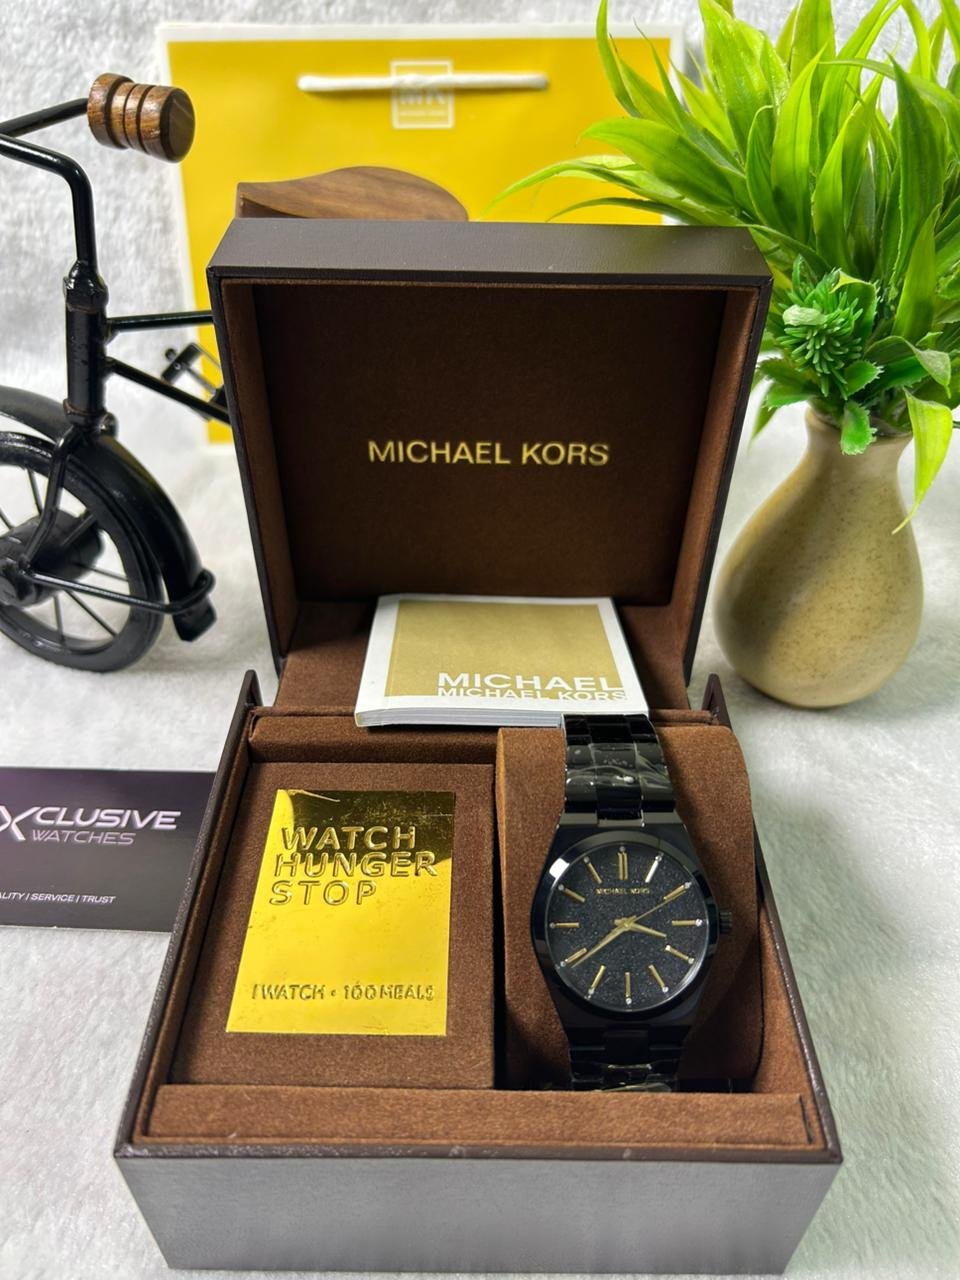 MK
MICHAEL KORS
MICHAEL
MICHAEL KORS
XCLUSIVE
WATCHES
ALITY | SERVICE | TRUST
WATCH
HUNGER
STOP
1 WATCH • 100 MEALS
MICHAEL KORS